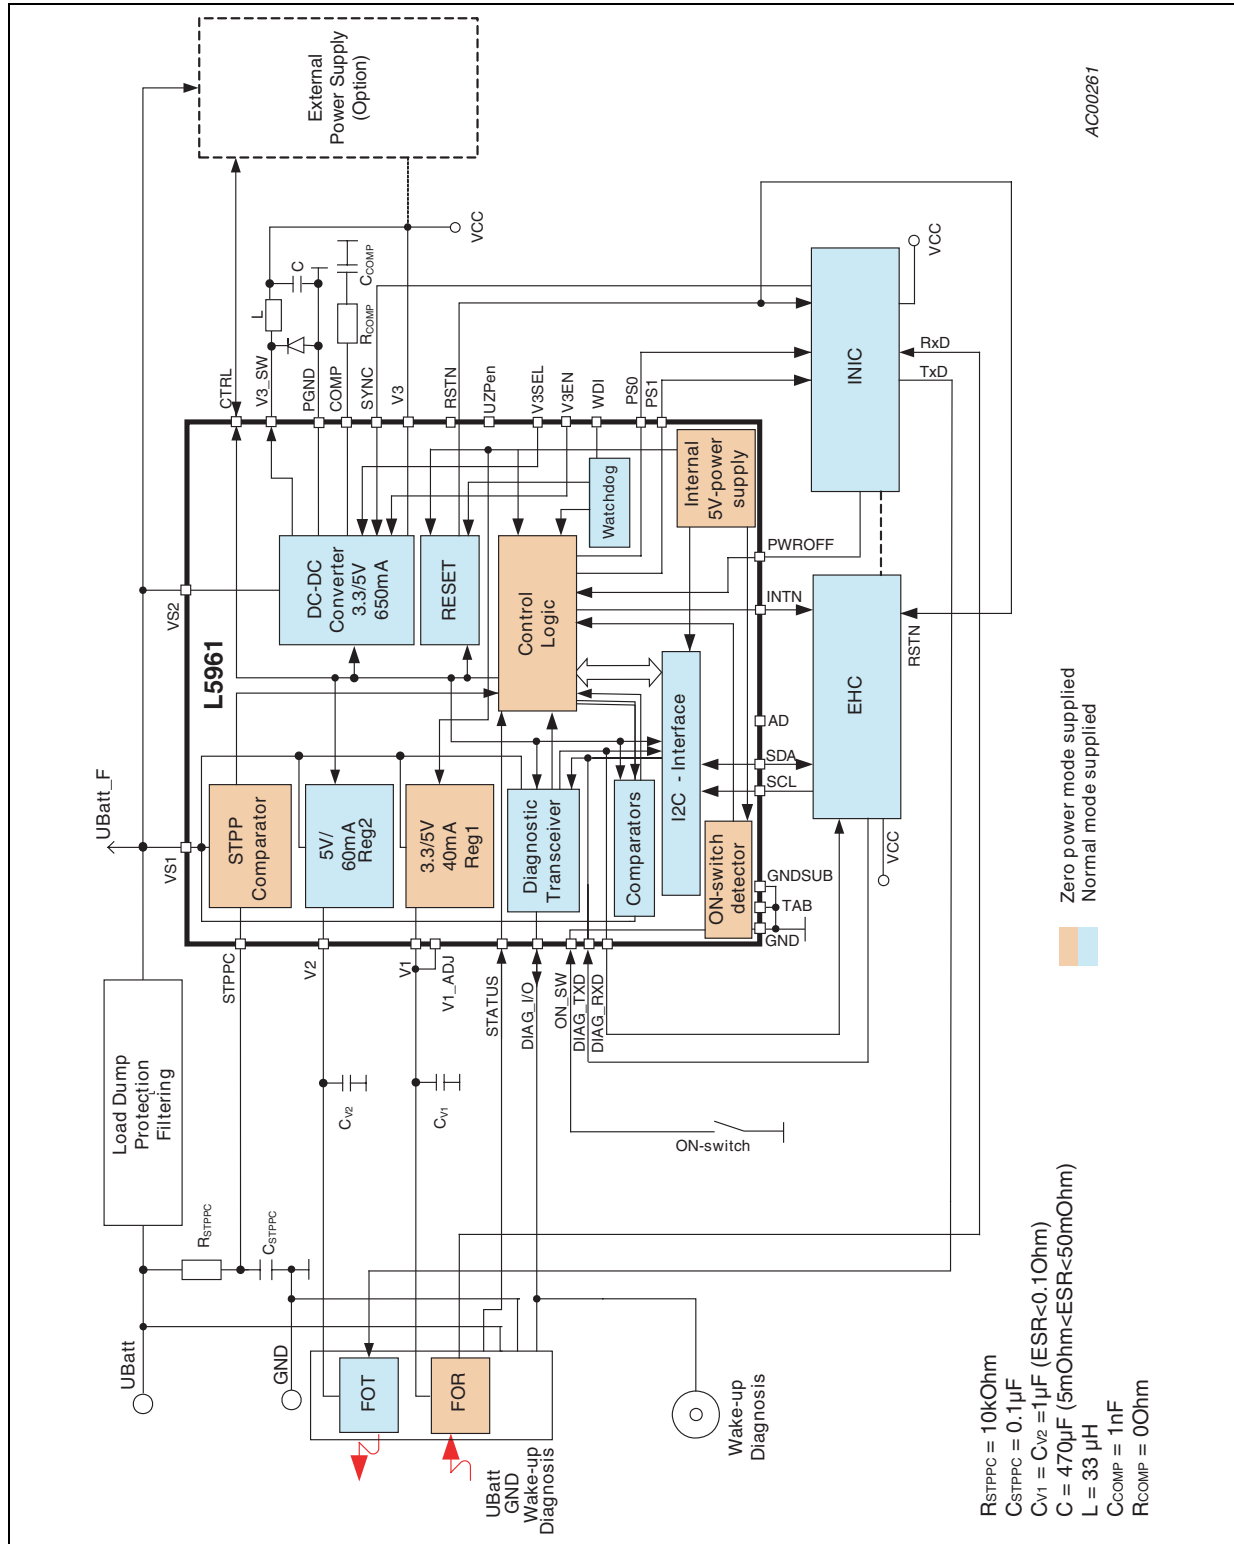 UBatt
GND
Load Dump
Protection
Filtering
RSTPPC
CSTPPC
UBatt_F
External
Power Supply
(Option)
L5961
VS1
VS2
STPP
Comparator
5V/
60mA
Reg2
3.3/5V
40mA
Reg1
Diagnostic
Transceiver
Comparators
ON-switch
detector
I2C - Interface
DC-DC
Converter
3.3/5V
650mA
RESET
Control
Logic
Watchdog
Internal
5V-power
supply
STPPC
V2
V1
V1_ADJ
STATUS
DIAG_I/O
ON_SW
DIAG_TXD
DIAG_RXD
CTRL
V3_SW
PGND
COMP
SYNC
V3
RSTN
UZPen
V3SEL
V3EN
WDI
PS0
PS1
L
C
RCOMP
CCOMP
VCC
PWROFF
INTN
AD
SDA
SCL
GNDSUB
TAB
GND
INIC
VCC
RxD
TxD
EHC
RSTN
VCC
CV2
CV1
ON-switch
FOT
FOR
UBatt
GND
Wake-up
Diagnosis
Wake-up
Diagnosis
RSTPPC = 10kOhm
CSTPPC = 0.1µF
CV1 = CV2 =1µF (ESR<0.1Ohm)
C = 470µF (5mOhm<ESR<50mOhm)
L = 33 µH
CCOMP = 1nF
RCOMP = 0Ohm
Zero power mode supplied
Normal mode supplied
AC00261